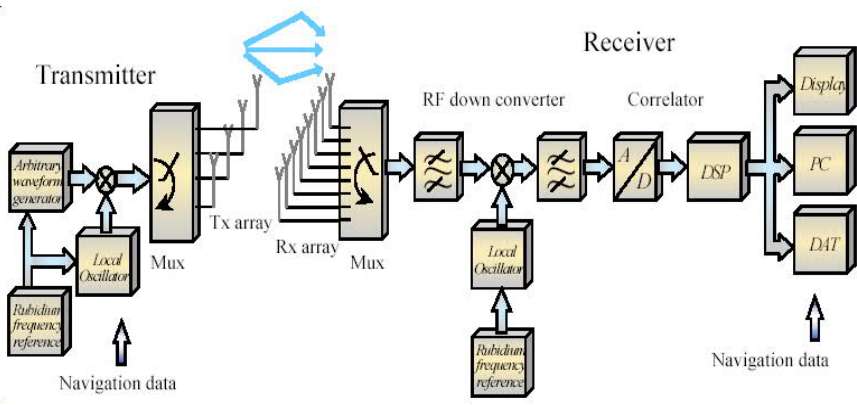 Transmitter
Receiver
RF down converter
Correlator
Arbitrary
waveform
generator
Local
Oscillator
Rubidium
frequency
reference
Navigation data
Mux
Tx array
Rx array
Mux
Local
Oscillator
Rubidium
frequency
reference
A
D
DSP
Display
PC
DAT
Navigation data